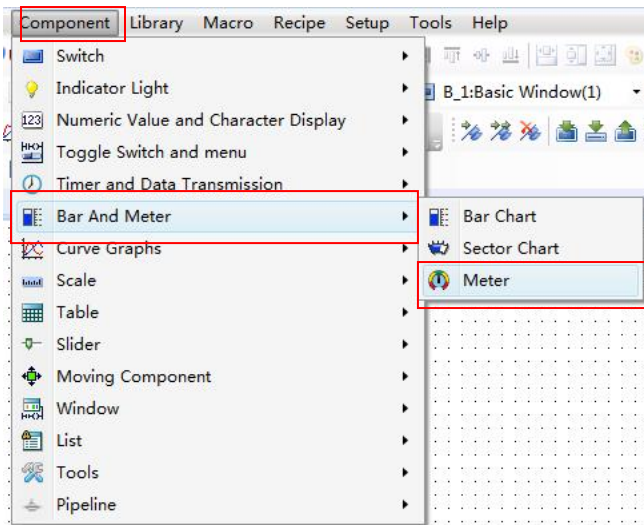 Component Library Macro Recipe Setup Tools Help
Switch
B_1:Basic Window(1)
Indicator Light
123 Numeric Value and Character Display
Toggle Switch and menu
Timer and Data Transmission
Bar And Meter
Bar Chart
Curve Graphs
Sector Chart
Scale
Meter
Table
Slider
Moving Component
Window
List
Tools
Pipeline